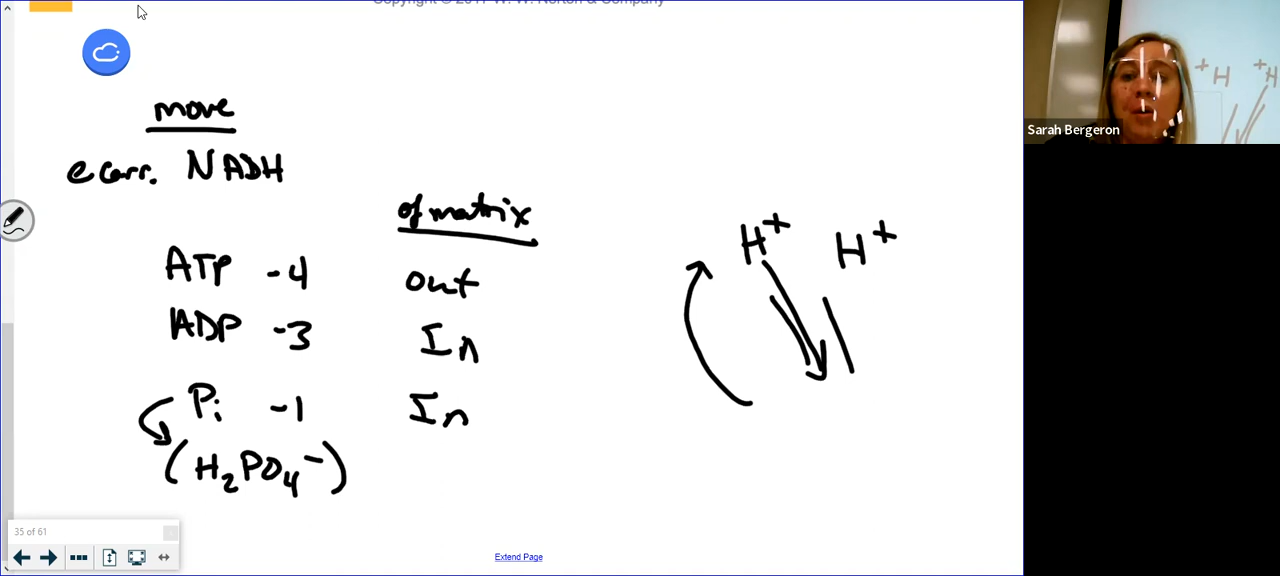 Copyright © 2017 W. W. Norton & Company
move
e carr. NADH
of matrix
ATP -4 out
ADP -3 In
Pi -1 In
(H₂PO₄⁻)
H⁺ H⁺
35 of 61
Extend Page
Sarah Bergeron
⁺H ⁺H